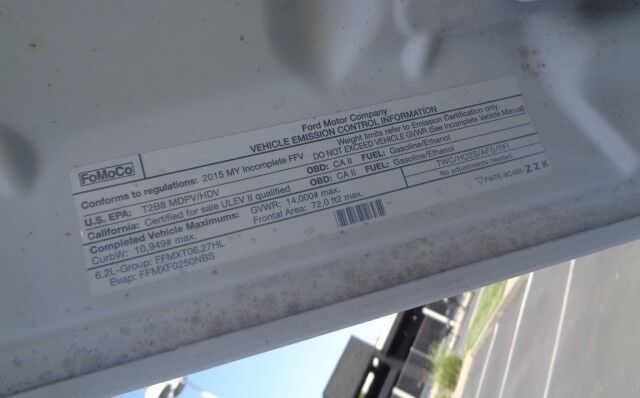 FoMoCo
Ford Motor Company
VEHICLE EMISSION CONTROL INFORMATION
Conforms to regulations: 2015 MY Incomplete FFV
Weight limits refer to Emission Certification only,
DO NOT EXCEED VEHICLE GVWR (See Incomplete Vehicle Manual)
U.S. EPA: T2B8 MDPV/HDV OBD: CA II FUEL: Gasoline/Ethanol
California: Certified for sale ULEV II qualified OBD: CA II FUEL: Gasoline/Ethanol
Completed Vehicle Maximums: GVWR: 14,000# max.
CurbW: 10,949# max. Frontal Area: 72.0 ft2 max.
TWC/HO2S/AFS/SFI
No adjustments needed.
6.2L-Group: FFMXT06.27HL
Evap: FFMXF0250NBS
FW7E-9C485-ZZK